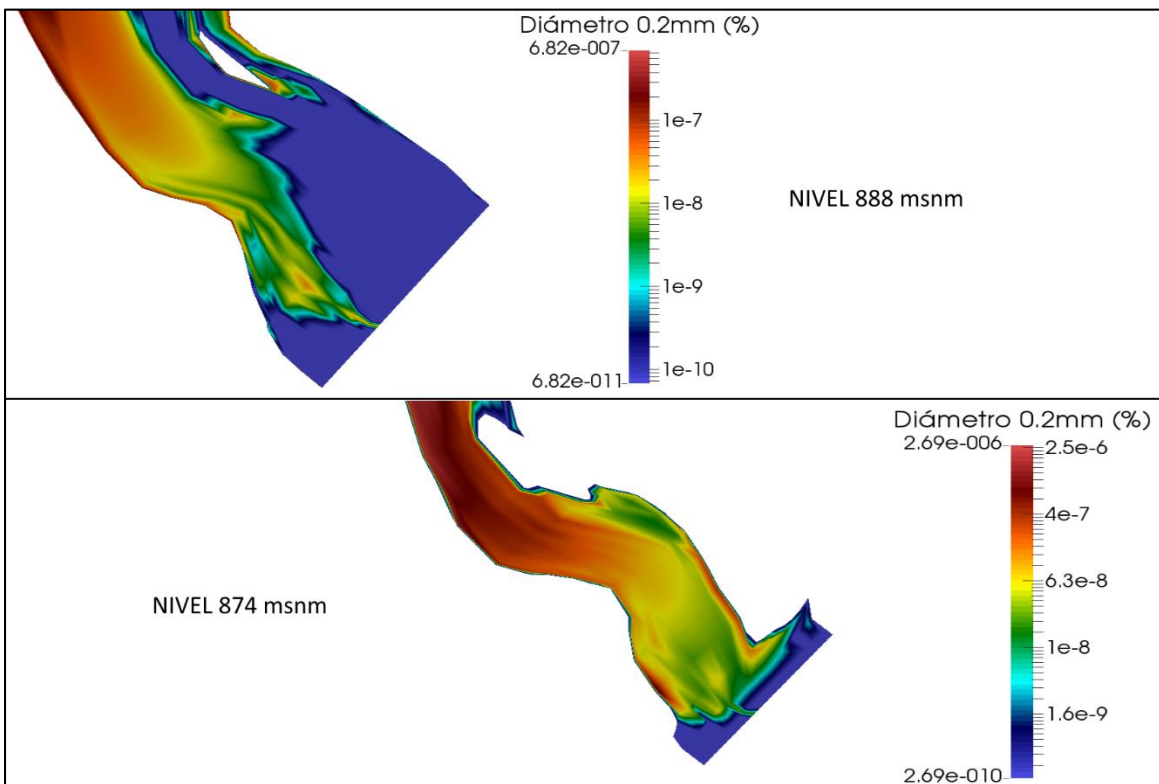 Diámetro 0.2mm (%)
6.82e-007
1e-7
1e-8
1e-9
1e-10
6.82e-011
NIVEL 888 msnm
Diámetro 0.2mm (%)
2.69e-006
2.5e-6
4e-7
6.3e-8
1e-8
1.6e-9
2.69e-010
NIVEL 874 msnm